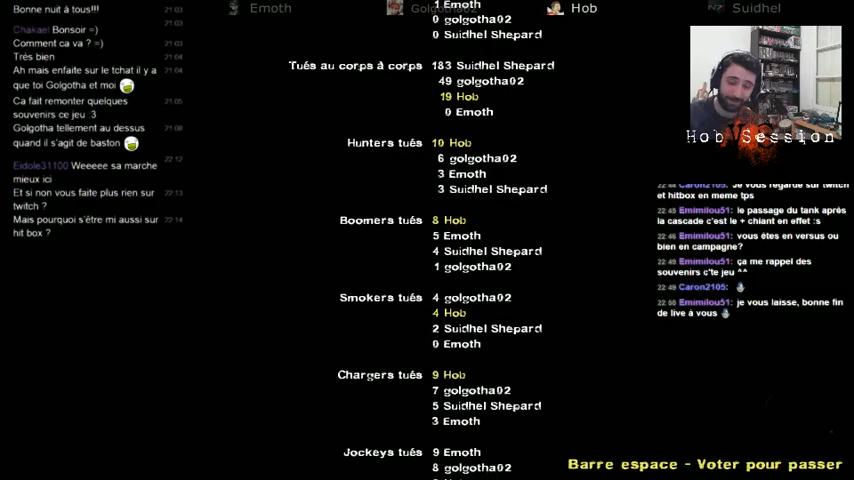 Bonne nuit à tous!!! 21:03
Chakael Bonsoir =) 21:03
Comment ca va ? =) 21:03
Très bien 21:04
Ah mais enfaite sur le tchat il y a 21:04
que toi Golgotha et moi
Ca fait remonter quelques 21:05
souvenirs ce jeu :3
Golgotha tellement au dessus 21:08
quand il s'agit de baston
Eidole31100 Weeeee sa marche 22:12
mieux ici
Et si non vous faite plus rien sur 22:13
twitch ?
Mais pourquoi s'être mi aussi sur 22:14
hit box ?
Emoth
Golgotha02
Hob
Suidhel
1 Emoth
0 golgotha02
0 Suidhel Shepard
Tués au corps à corps 183 Suidhel Shepard
49 golgotha02
19 Hob
0 Emoth
Hunters tués 10 Hob
6 golgotha02
3 Emoth
3 Suidhel Shepard
Boomers tués 8 Hob
5 Emoth
4 Suidhel Shepard
1 golgotha02
Smokers tués 4 golgotha02
4 Hob
2 Suidhel Shepard
0 Emoth
Chargers tués 9 Hob
7 golgotha02
5 Suidhel Shepard
3 Emoth
Jockeys tués 9 Emoth
8 golgotha02
Hob Session
22:44 Caron2105: Je vous regarde sur twitch
et hitbox en meme tps
22:45 Emimilou51: le passage du tank après
la cascade c'est le + chiant en effet :s
22:46 Emimilou51: vous êtes en versus ou
bien en campagne?
22:49 Emimilou51: ça me rappel des
souvenirs c'te jeu ^^
22:49 Caron2105:
Emimilou51: je vous laisse, bonne fin
de live à vous
Barre espace - Voter pour passer